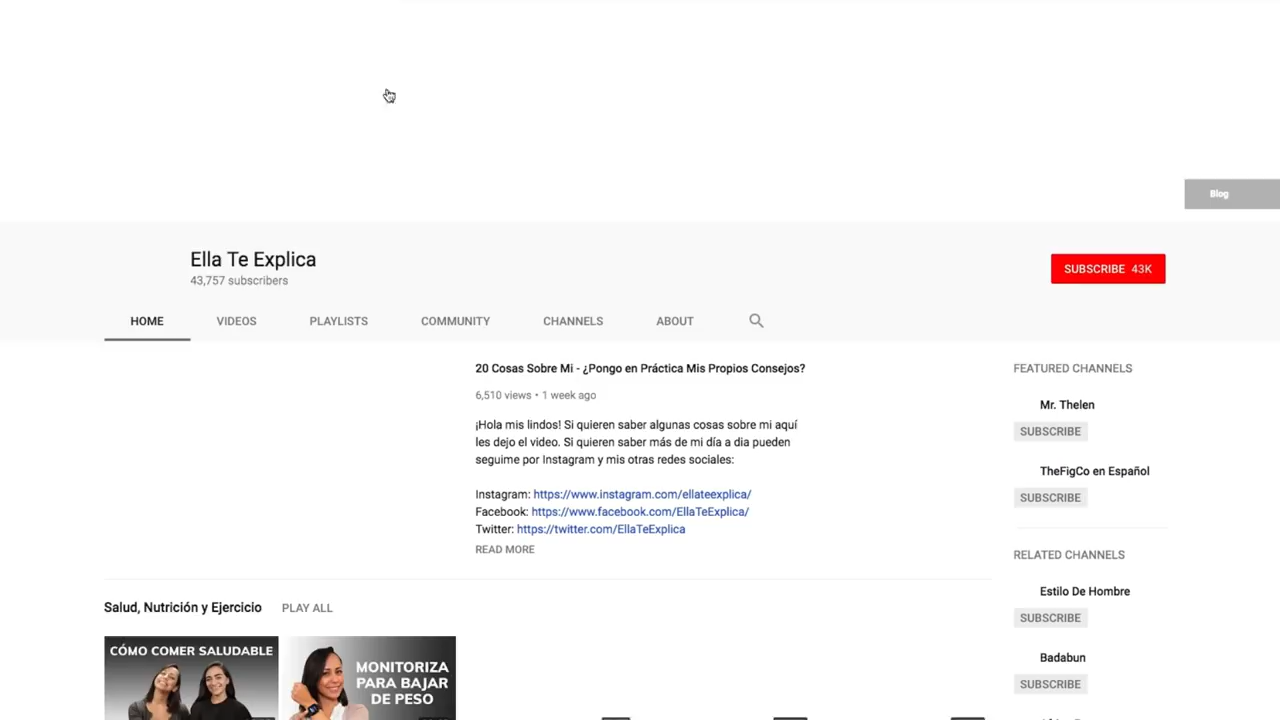 Blog
Ella Te Explica
43,757 subscribers
SUBSCRIBE 43K
HOME VIDEOS PLAYLISTS COMMUNITY CHANNELS ABOUT
20 Cosas Sobre Mi - ¿Pongo en Práctica Mis Propios Consejos?
6,510 views • 1 week ago
¡Hola mis lindos! Si quieren saber algunas cosas sobre mi aquí
les dejo el video. Si quieren saber más de mi día a dia pueden
seguime por Instagram y mis otras redes sociales:
Instagram: https://www.instagram.com/ellateexplica/
Facebook: https://www.facebook.com/EllaTeExplica/
Twitter: https://twitter.com/EllaTeExplica
READ MORE
FEATURED CHANNELS
Mr. Thelen
SUBSCRIBE
TheFigCo en Español
SUBSCRIBE
RELATED CHANNELS
Estilo De Hombre
SUBSCRIBE
Badabun
SUBSCRIBE
Salud, Nutrición y Ejercicio PLAY ALL
CÓMO COMER SALUDABLE
MONITORIZA
PARA BAJAR
DE PESO